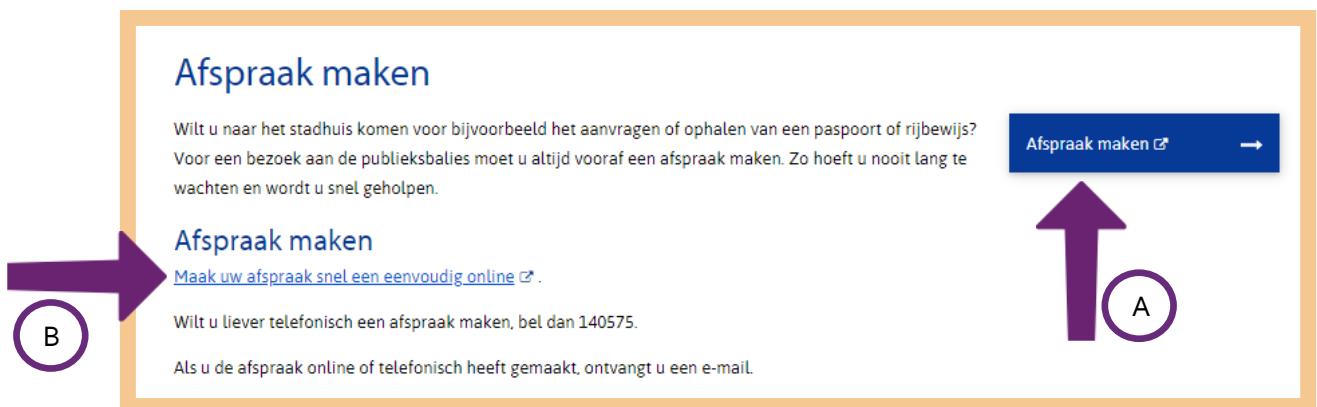 Afspraak maken
Wilt u naar het stadhuis komen voor bijvoorbeeld het aanvragen of ophalen van een paspoort of rijbewijs?
Voor een bezoek aan de publieksbalies moet u altijd vooraf een afspraak maken. Zo hoeft u nooit lang te
wachten en wordt u snel geholpen.
Afspraak maken
A
Afspraak maken
Maak uw afspraak snel een eenvoudig online .
B
Wilt u liever telefonisch een afspraak maken, bel dan 140575.
Als u de afspraak online of telefonisch heeft gemaakt, ontvangt u een e-mail.